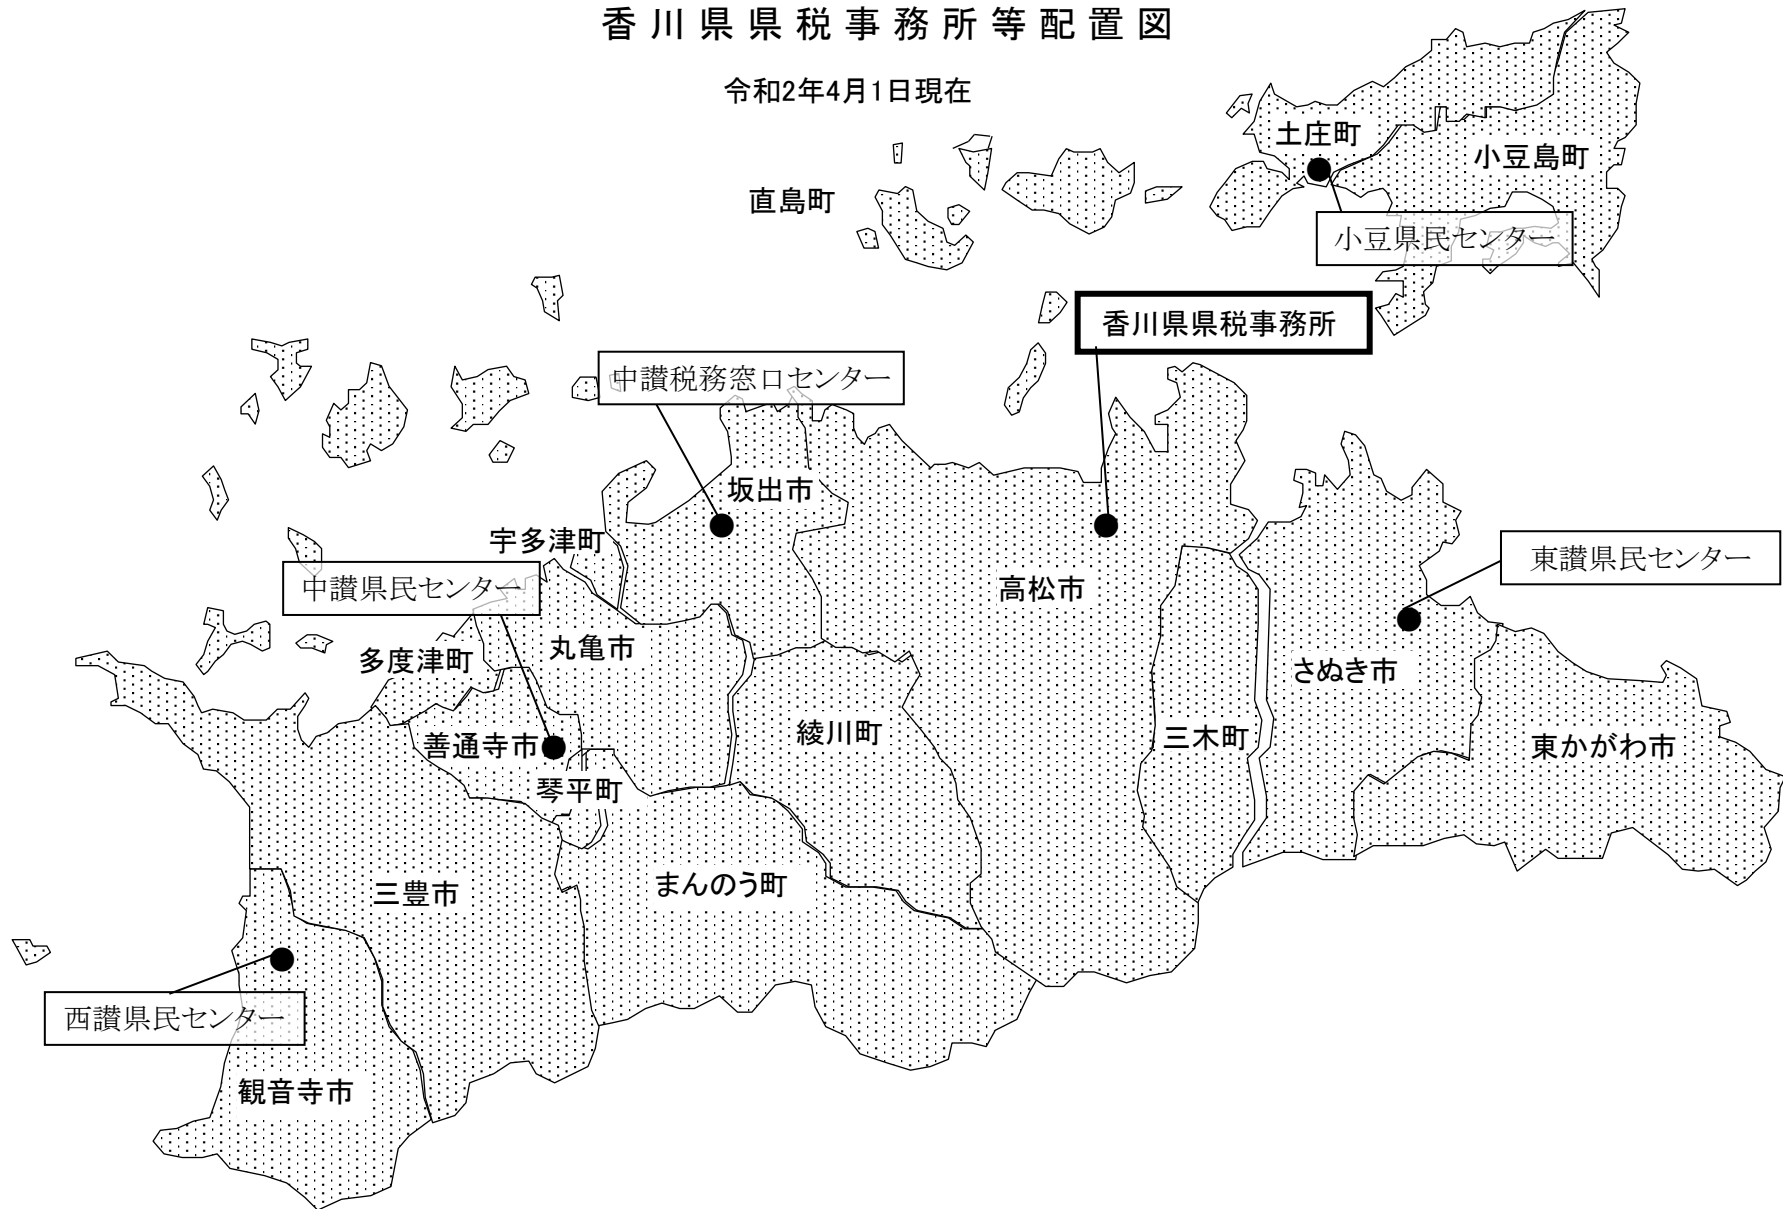 香川県県税事務所等配置図
令和2年4月1日現在
土庄町
小豆島町
直島町
小豆県民センター
香川県県税事務所
中讃税務窓口センター
坂出市
宇多津町
東讃県民センター
中讃県民センター
高松市
丸亀市
多度津町
さぬき市
綾川町
三木町
善通寺市
東かがわ市
琴平町
まんのう町
三豊市
西讃県民センター
観音寺市